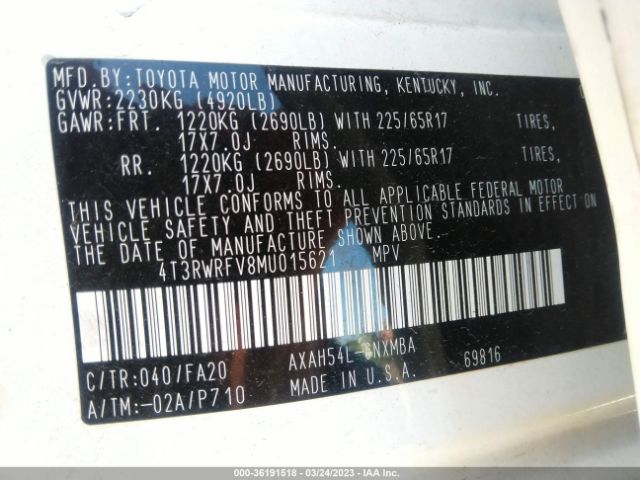 MFD.BY:TOYOTA MOTOR MANUFACTURING, KENTUCKY, INC.
GVWR:2230KG (4920LB)
GAWR:FRT. 1220KG (2690LB) WITH 225/65R17 TIRES,
17X7.0J RIMS.
RR. 1220KG (2690LB) WITH 225/65R17 TIRES,
17X7.0J RIMS.
THIS VEHICLE CONFORMS TO ALL APPLICABLE FEDERAL MOTOR
VEHICLE SAFETY AND THEFT PREVENTION STANDARDS IN EFFECT ON
THE DATE OF MANUFACTURE SHOWN ABOVE.
4T3RWRFV8MU015621 MPV
C/TR:040/FA20 AXAH54L-ANXMBA
A/TM:-02A/P710 MADE IN U.S.A. 69816
000-36191518 — 03/24/2023 — IAA Inc.